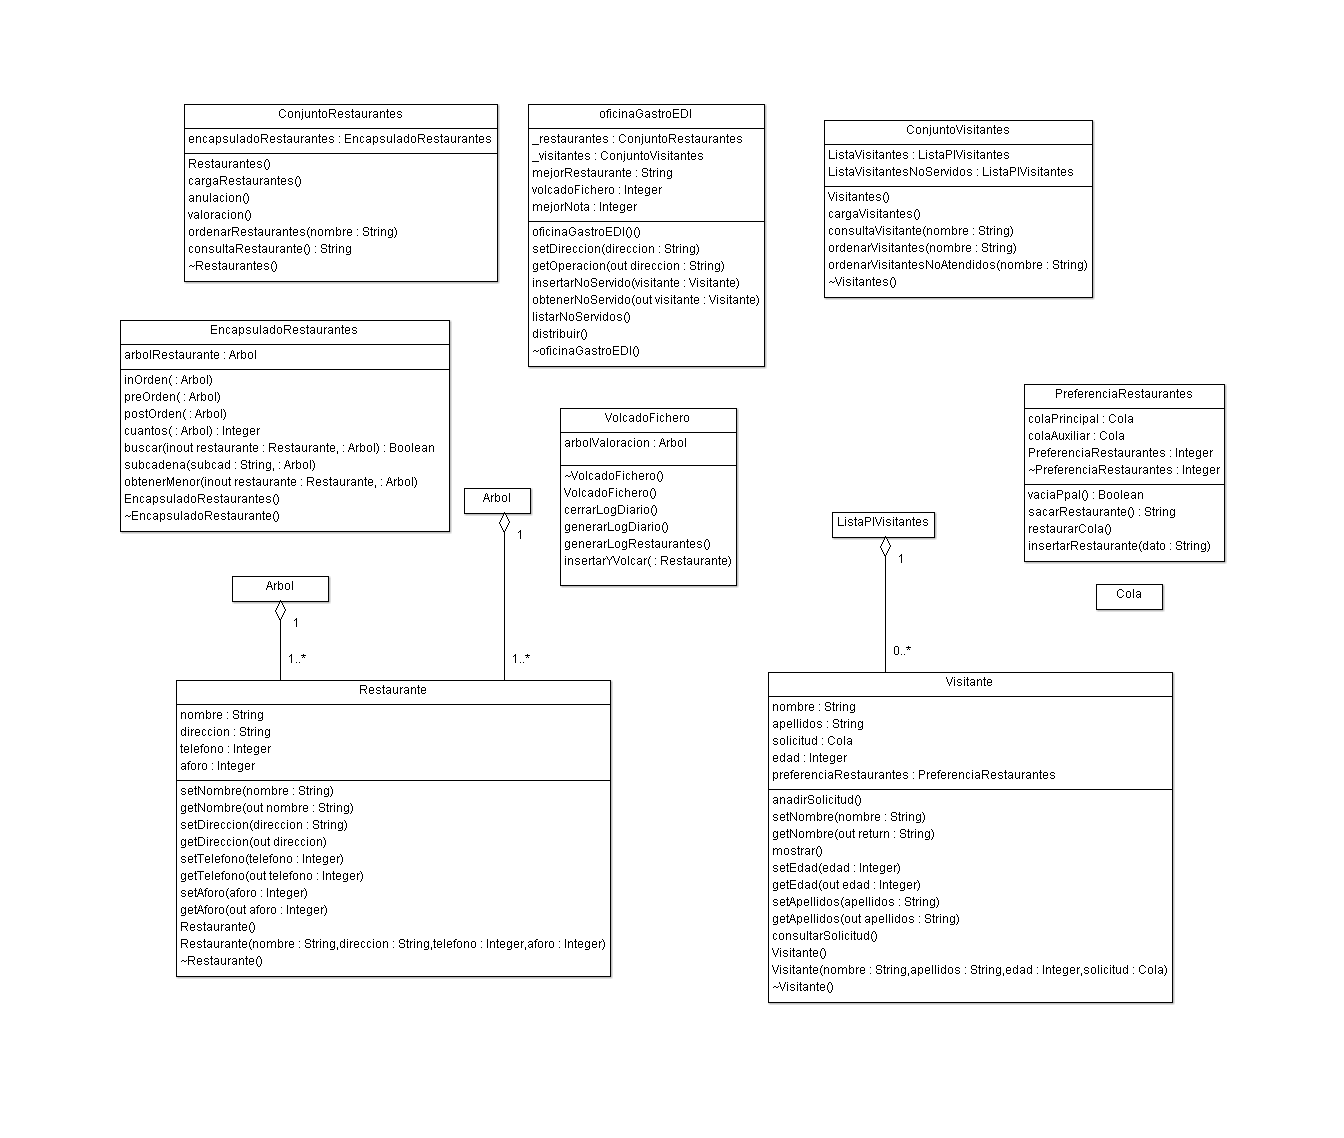 ConjuntoRestaurantes
encapsuladoRestaurantes : EncapsuladoRestaurantes
Restaurantes()
cargaRestaurantes()
anulacion()
valoracion()
ordenarRestaurantes(nombre : String)
consultaRestaurante() : String
~Restaurantes()
oficinaGastroEDI
_restaurantes : ConjuntoRestaurantes
_visitantes : ConjuntoVisitantes
mejorRestaurante : String
volcadoFichero : Integer
mejorNota : Integer
oficinaGastroEDI()()
setDireccion(direccion : String)
getOperacion(out direccion : String)
insertarNoServido(visitante : Visitante)
obtenerNoServido(out visitante : Visitante)
listarNoServidos()
distribuir()
~oficinaGastroEDI()
ConjuntoVisitantes
ListaVisitantes : ListaPIVisitantes
ListaVisitantesNoServidos : ListaPIVisitantes
Visitantes()
cargaVisitantes()
consultaVisitante(nombre : String)
ordenarVisitantes(nombre : String)
ordenarVisitantesNoAtendidos(nombre : String)
~Visitantes()
EncapsuladoRestaurantes
arbolRestaurante : Arbol
inOrden( : Arbol)
preOrden( : Arbol)
postOrden( : Arbol)
cuantos( : Arbol) : Integer
buscar(inout restaurante : Restaurante, : Arbol) : Boolean
subcadena(subcad : String, : Arbol)
obtenerMenor(inout restaurante : Restaurante, : Arbol)
EncapsuladoRestaurantes()
~EncapsuladoRestaurante()
VolcadoFichero
arbolValoracion : Arbol
~VolcadoFichero()
VolcadoFichero()
cerrarLogDiario()
generarLogDiario()
generarLogRestaurantes()
insertarYVolcar( : Restaurante)
PreferenciaRestaurantes
colaPrincipal : Cola
colaAuxiliar : Cola
PreferenciaRestaurantes : Integer
~PreferenciaRestaurantes : Integer
vaciaPpal() : Boolean
sacarRestaurante() : String
restaurarCola()
insertarRestaurante(dato : String)
Arbol
1
1..*
ListaPIVisitantes
1
0..*
Cola
Arbol
1
1..*
Restaurante
nombre : String
direccion : String
telefono : Integer
aforo : Integer
setNombre(nombre : String)
getNombre(out nombre : String)
setDireccion(direccion : String)
getDireccion(out direccion)
setTelefono(telefono : Integer)
getTelefono(out telefono : Integer)
setAforo(aforo : Integer)
getAforo(out aforo : Integer)
Restaurante()
Restaurante(nombre : String,direccion : String,telefono : Integer,aforo : Integer)
~Restaurante()
Visitante
nombre : String
apellidos : String
solicitud : Cola
edad : Integer
preferenciaRestaurantes : PreferenciaRestaurantes
anadirSolicitud()
setNombre(nombre : String)
getNombre(out return : String)
mostrar()
setEdad(edad : Integer)
getEdad(out edad : Integer)
setApellidos(apellidos : String)
getApellidos(out apellidos : String)
consultarSolicitud()
Visitante()
Visitante(nombre : String,apellidos : String,edad : Integer,solicitud : Cola)
~Visitante()